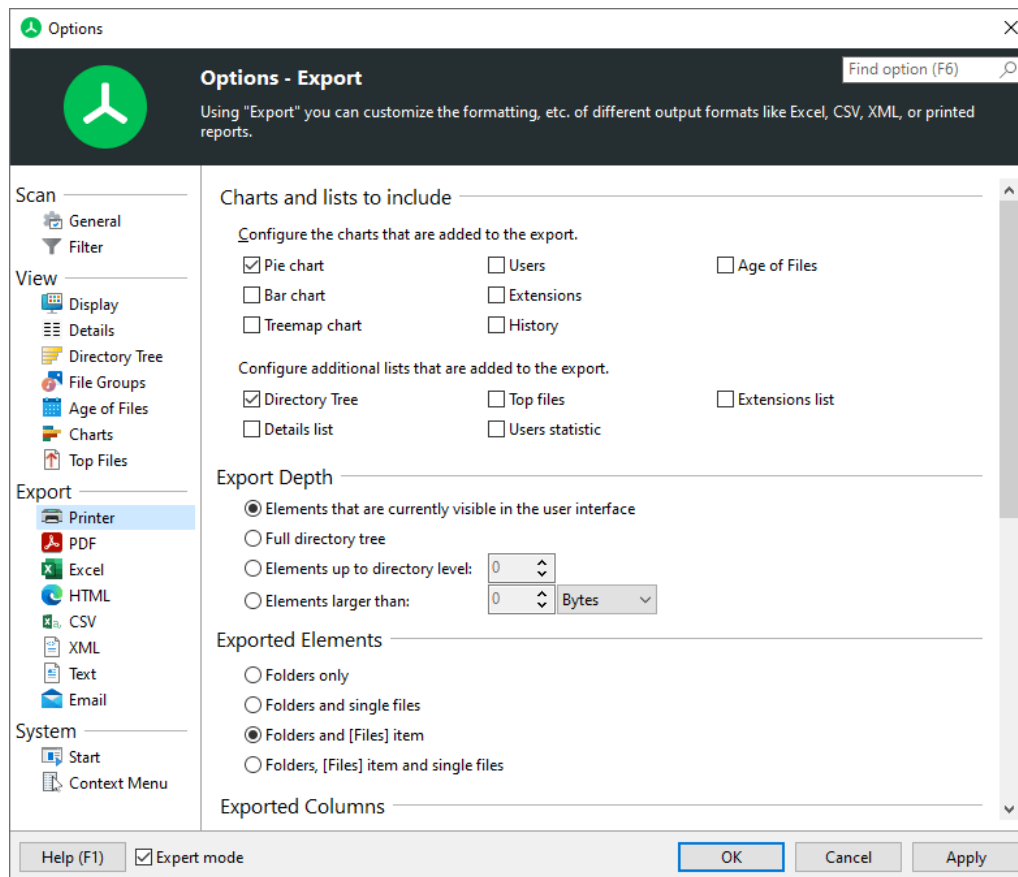 Options
Options - Export
Find option (F6)
Using "Export" you can customize the formatting, etc. of different output formats like Excel, CSV, XML, or printed
reports.
Scan
General
Filter
View
Display
Details
Directory Tree
File Groups
Age of Files
Charts
Top Files
Export
Printer
PDF
Excel
HTML
CSV
XML
Text
Email
System
Start
Context Menu
Charts and lists to include
Configure the charts that are added to the export.
Pie chart
Users
Age of Files
Bar chart
Extensions
Treemap chart
History
Configure additional lists that are added to the export.
Directory Tree
Top files
Extensions list
Details list
Users statistic
Export Depth
Elements that are currently visible in the user interface
Full directory tree
Elements up to directory level: 0
Elements larger than: 0 Bytes
Exported Elements
Folders only
Folders and single files
Folders and [Files] item
Folders, [Files] item and single files
Exported Columns
Help (F1)
Expert mode
OK
Cancel
Apply